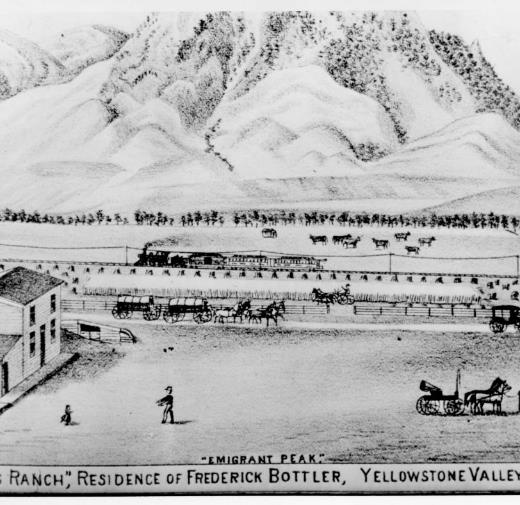 "EMIGRANT PEAK."
S RANCH", RESIDENCE OF FREDERICK BOTTLER, YELLOWSTONE VALLEY